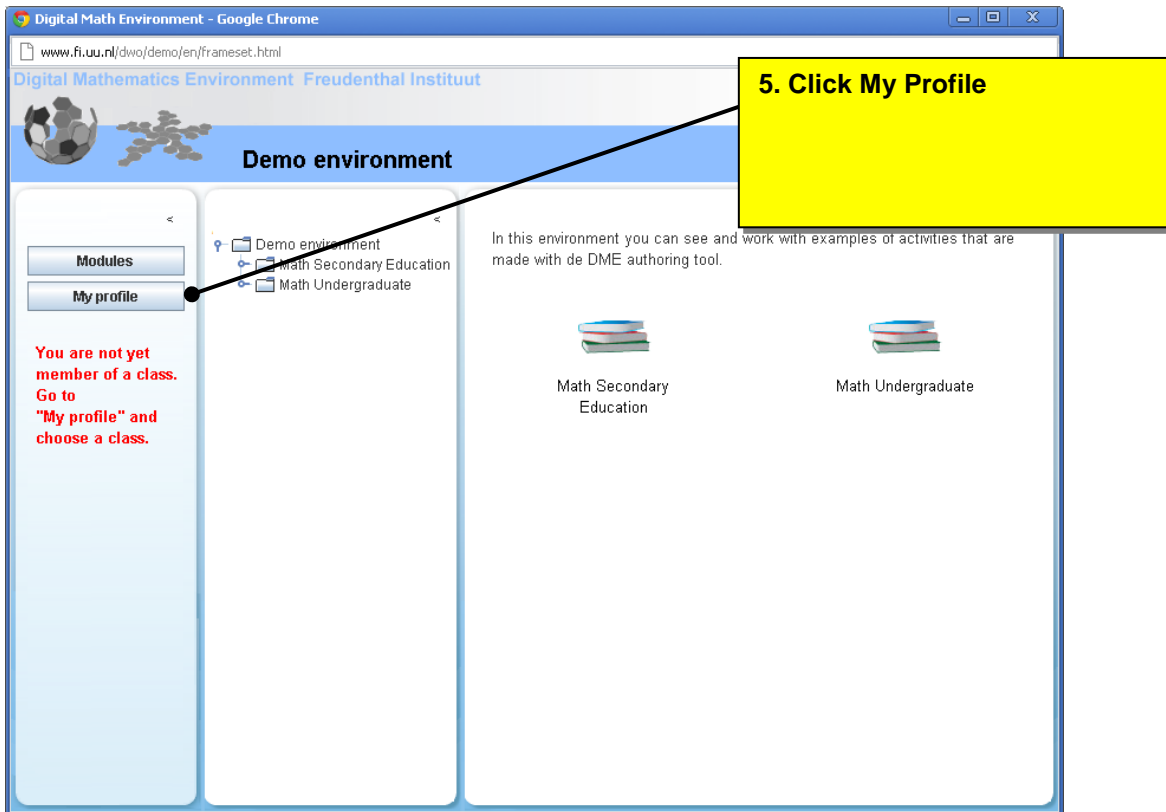 Digital Math Environment - Google Chrome
www.fi.uu.nl/dwo/demo/en/frameset.html
Digital Mathematics Environment Freudenthal Instituut
5. Click My Profile
Demo environment
<
Modules
My profile
You are not yet
member of a class.
Go to
"My profile" and
choose a class.
<
Demo environment
Math Secondary Education
Math Undergraduate
In this environment you can see and work with examples of activities that are
made with de DME authoring tool.
Math Secondary
Education
Math Undergraduate